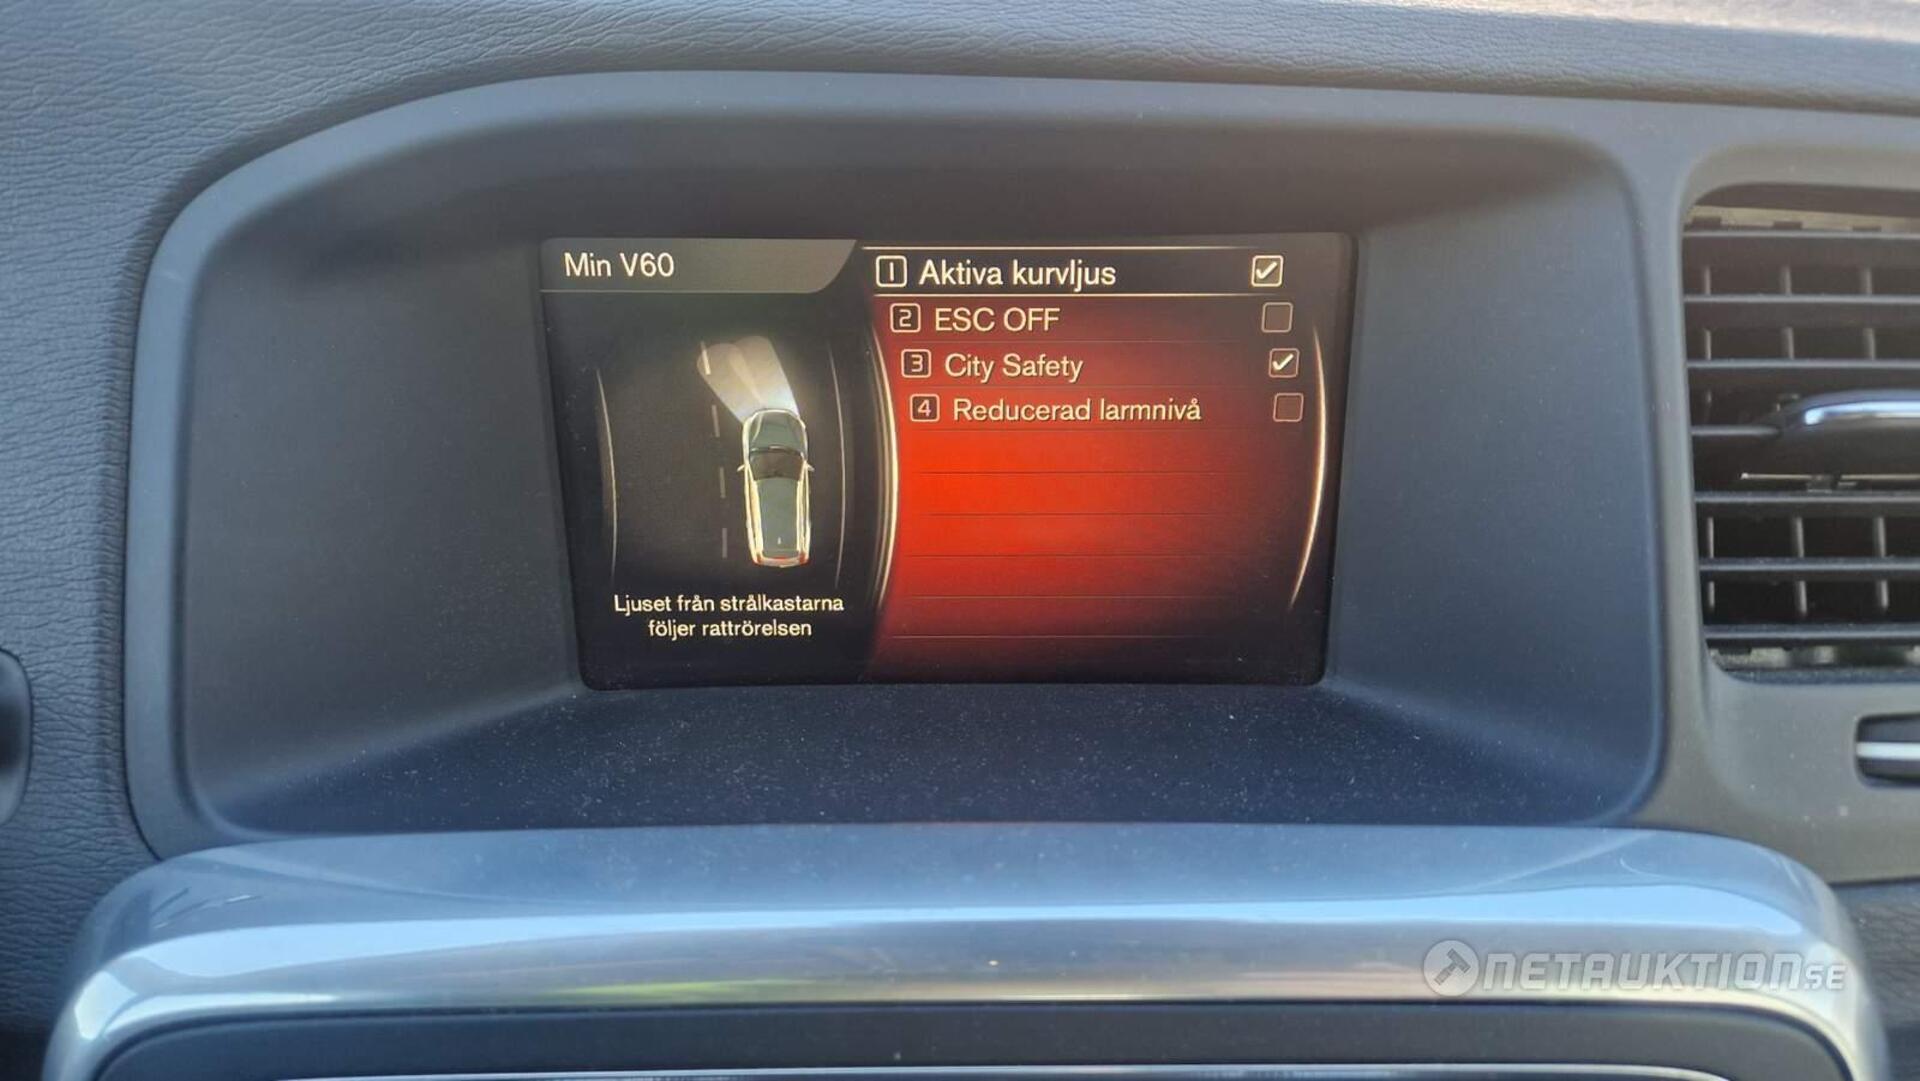 Min V60
1 Aktiva kurvljus
2 ESC OFF
3 City Safety
4 Reducerad larmnivå
Ljuset från strålkastarna
följer rattrörelsen
NETAUKTION.SE